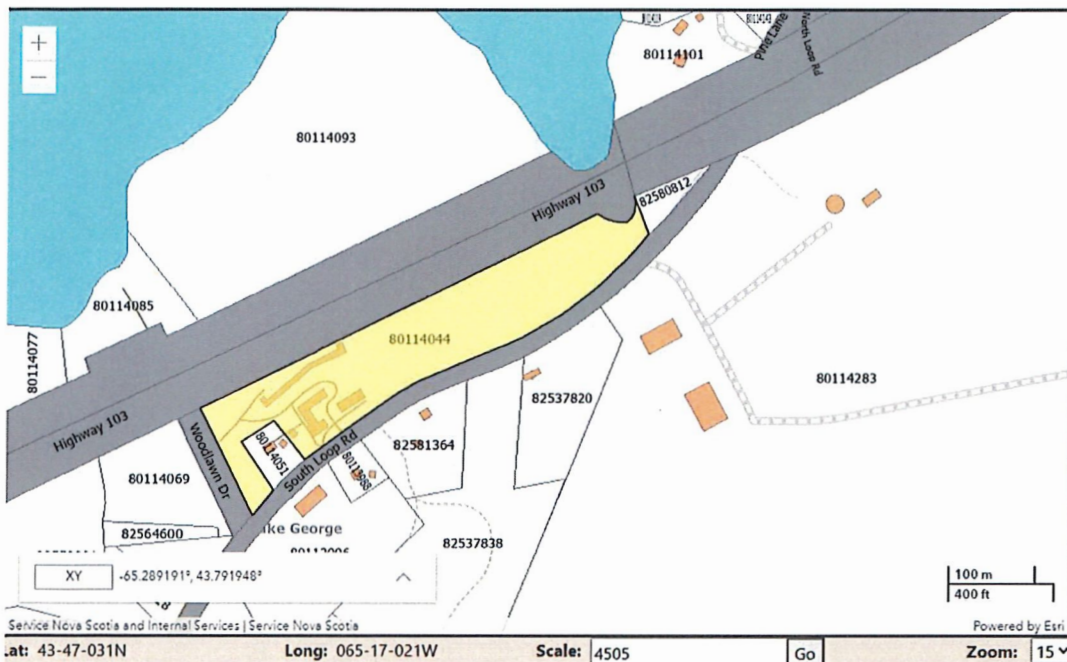 +
−
80114101
Pine Lane
North Loop Rd
80114093
Highway 103
82580812
80114085
80114077
80114044
80114283
82537820
Highway 103
Woodlawn Dr
80114051
South Loop Rd
82581364
80114069
82564600
ke George
82537838
XY -65.289191°, 43.791948°
100 m
400 ft
Service Nova Scotia and Internal Services | Service Nova Scotia
Powered by Esri
Lat: 43-47-031N Long: 065-17-021W Scale: 4505 Go Zoom: 15